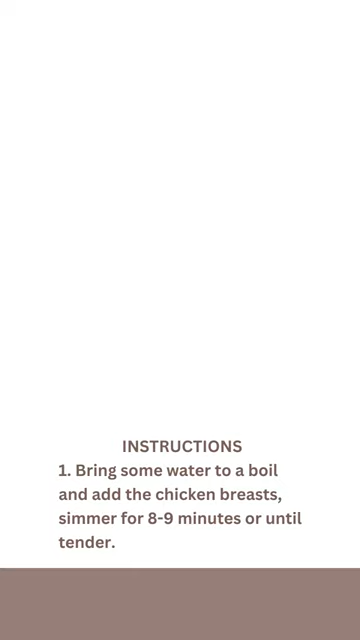 INSTRUCTIONS
1. Bring some water to a boil
and add the chicken breasts,
simmer for 8-9 minutes or until
tender.